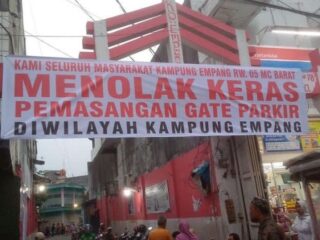 KAMI SELURUH MASYARAKAT KAMPUNG EMPANG RW. 05 MC BARAT
MENOLAK KERAS
PEMASANGAN GATE PARKIR
DIWILAYAH KAMPUNG EMPANG